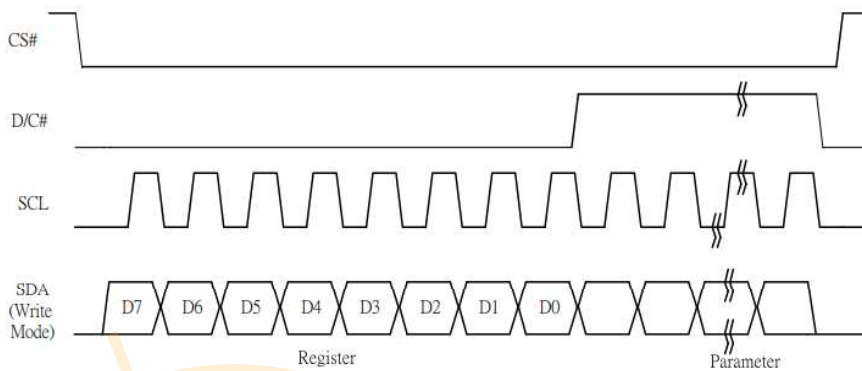 CS#
D/C#
SCL
SDA
(Write
Mode)
D7 D6 D5 D4 D3 D2 D1 D0
Register Parameter